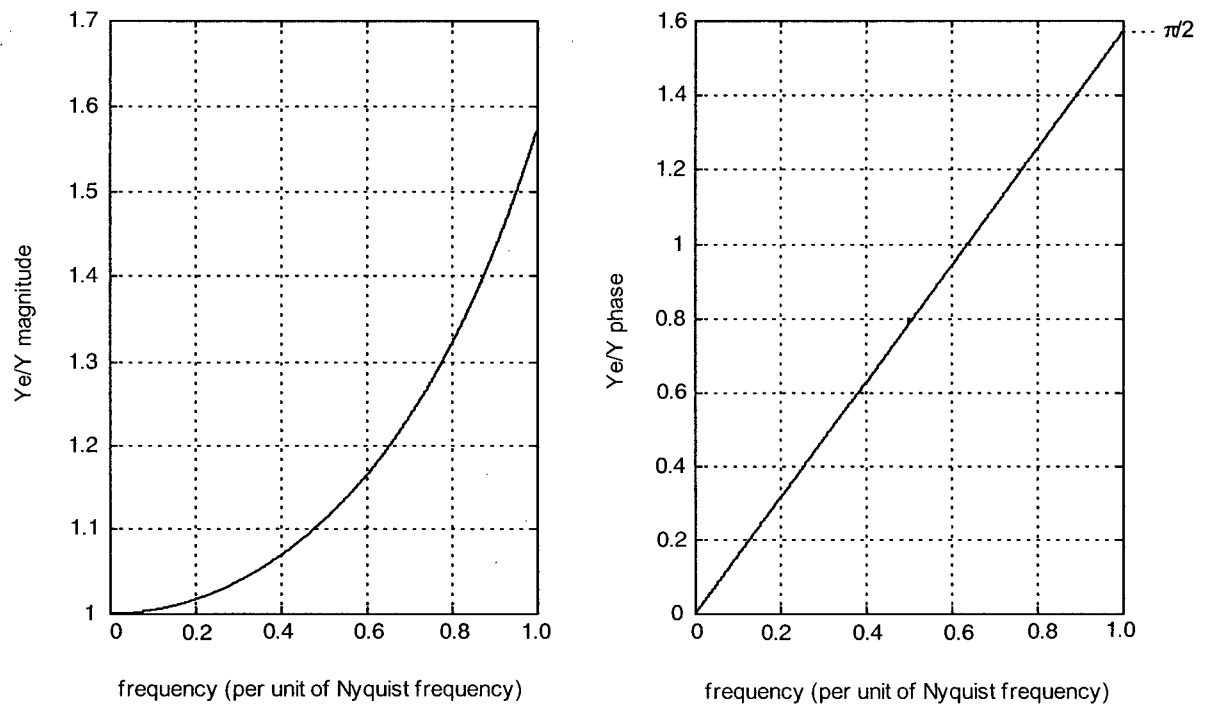 1.7
1.6
1.5
1.4
1.3
1.2
1.1
1
0 0.2 0.4 0.6 0.8 1.0
Ye/Y magnitude
frequency (per unit of Nyquist frequency)
1.6
1.4
1.2
1
0.8
0.6
0.4
0.2
0
0 0.2 0.4 0.6 0.8 1.0
π/2
Ye/Y phase
frequency (per unit of Nyquist frequency)